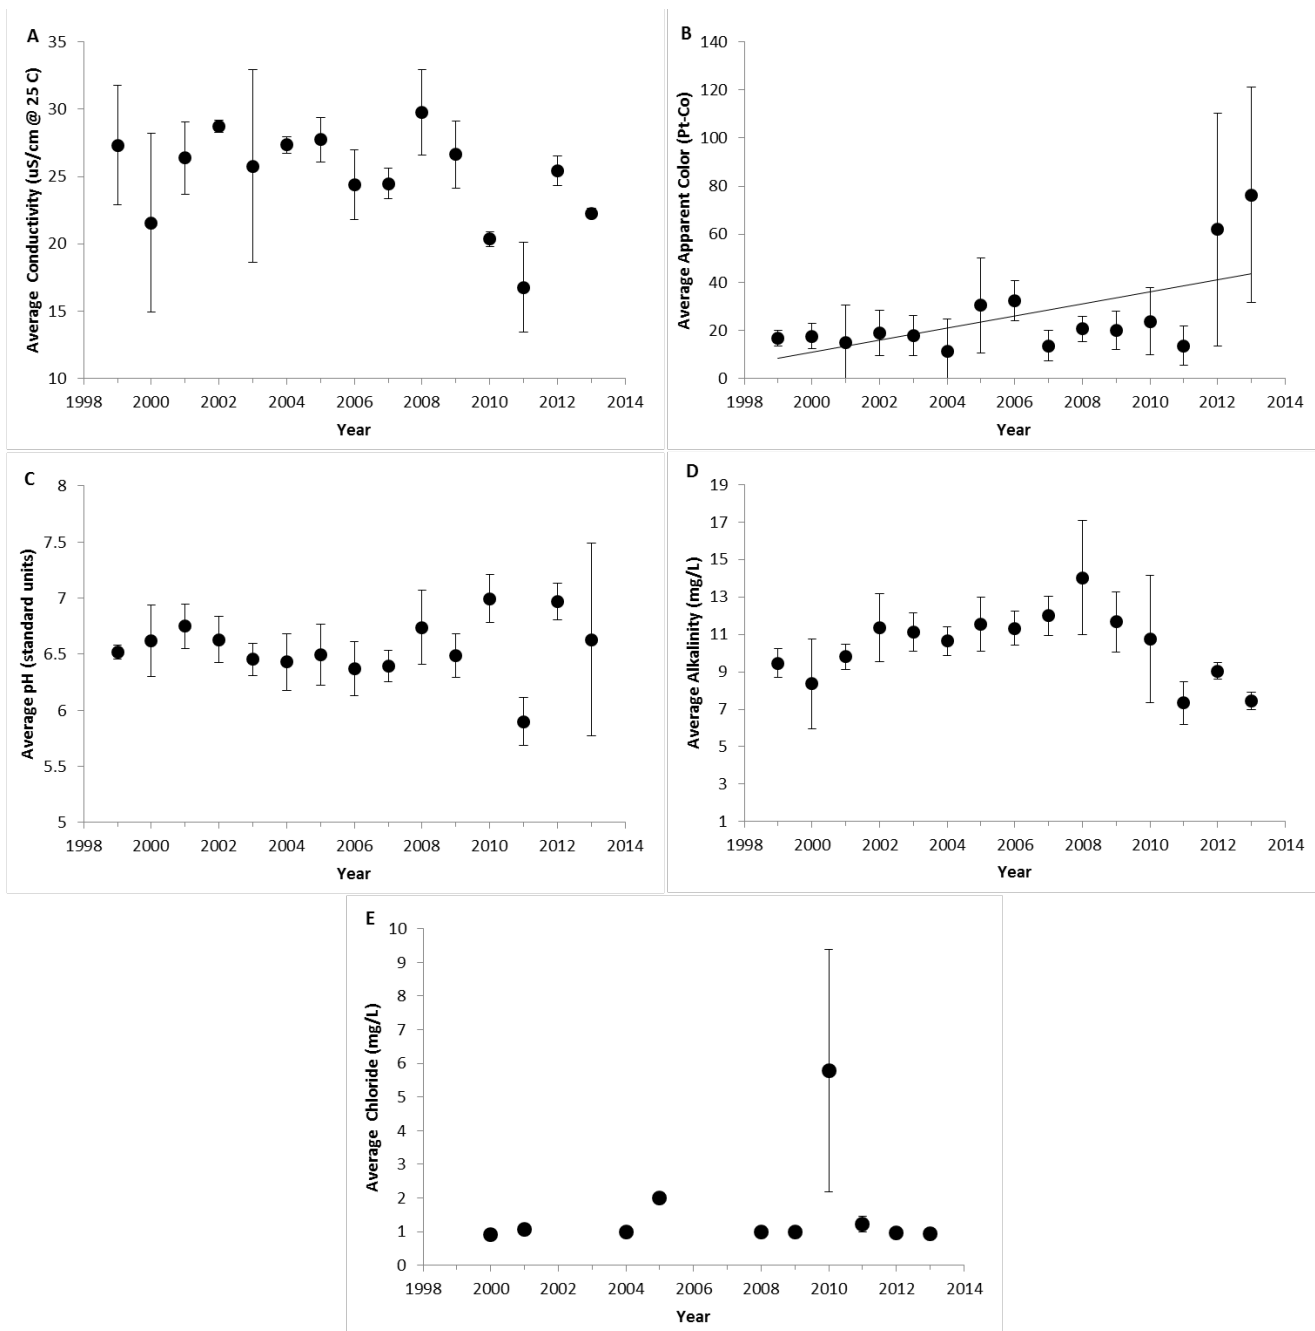 A
Average Conductivity (uS/cm @ 25 C)
35
30
25
20
15
10
1998 2000 2002 2004 2006 2008 2010 2012 2014
Year
B
Average Apparent Color (Pt-Co)
140
120
100
80
60
40
20
0
1998 2000 2002 2004 2006 2008 2010 2012 2014
Year
C
Average pH (standard units)
8
7.5
7
6.5
6
5.5
5
1998 2000 2002 2004 2006 2008 2010 2012 2014
Year
D
Average Alkalinity (mg/L)
19
17
15
13
11
9
7
5
3
1
1998 2000 2002 2004 2006 2008 2010 2012 2014
Year
E
Average Chloride (mg/L)
10
9
8
7
6
5
4
3
2
1
0
1998 2000 2002 2004 2006 2008 2010 2012 2014
Year